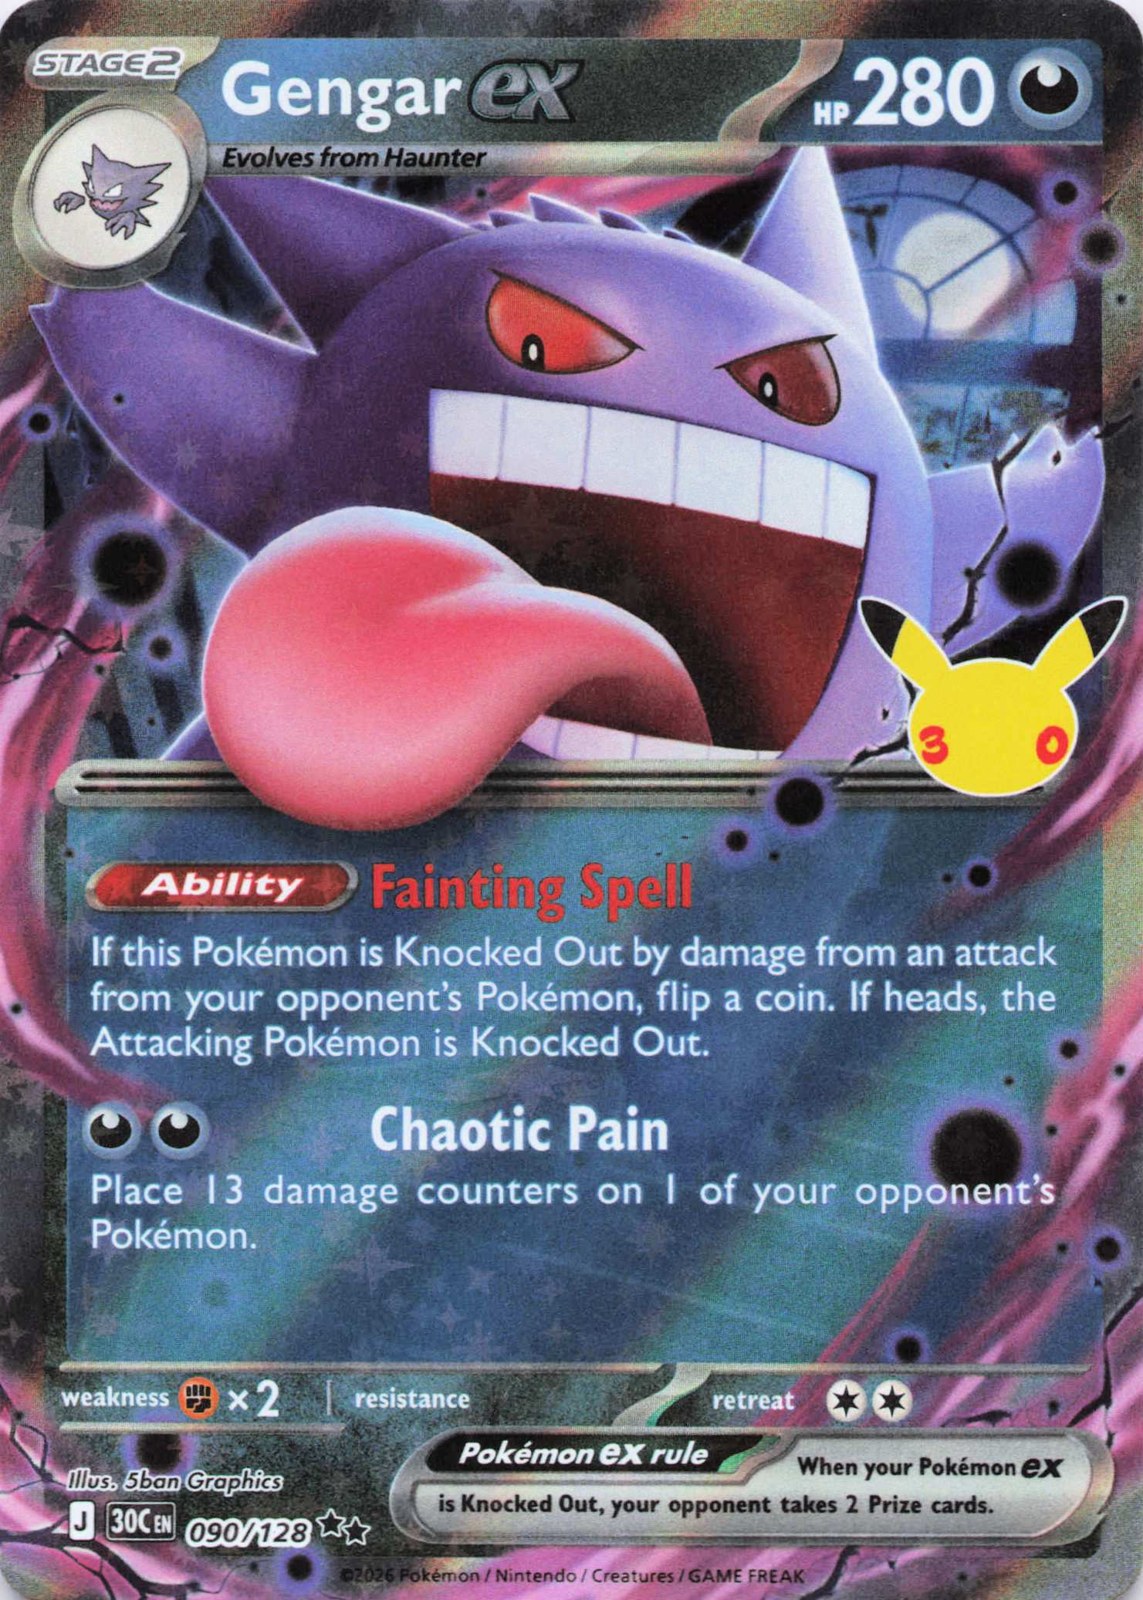 STAGE2
Gengar ex
HP 280
Evolves from Haunter
30
Ability Fainting Spell
If this Pokémon is Knocked Out by damage from an attack
from your opponent's Pokémon, flip a coin. If heads, the
Attacking Pokémon is Knocked Out.
Chaotic Pain
Place 13 damage counters on 1 of your opponent's
Pokémon.
weakness ×2 resistance retreat
Pokémon ex rule When your Pokémon ex
is Knocked Out, your opponent takes 2 Prize cards.
Illus. 5ban Graphics
J 30C EN 090/128
©2026 Pokémon / Nintendo / Creatures / GAME FREAK